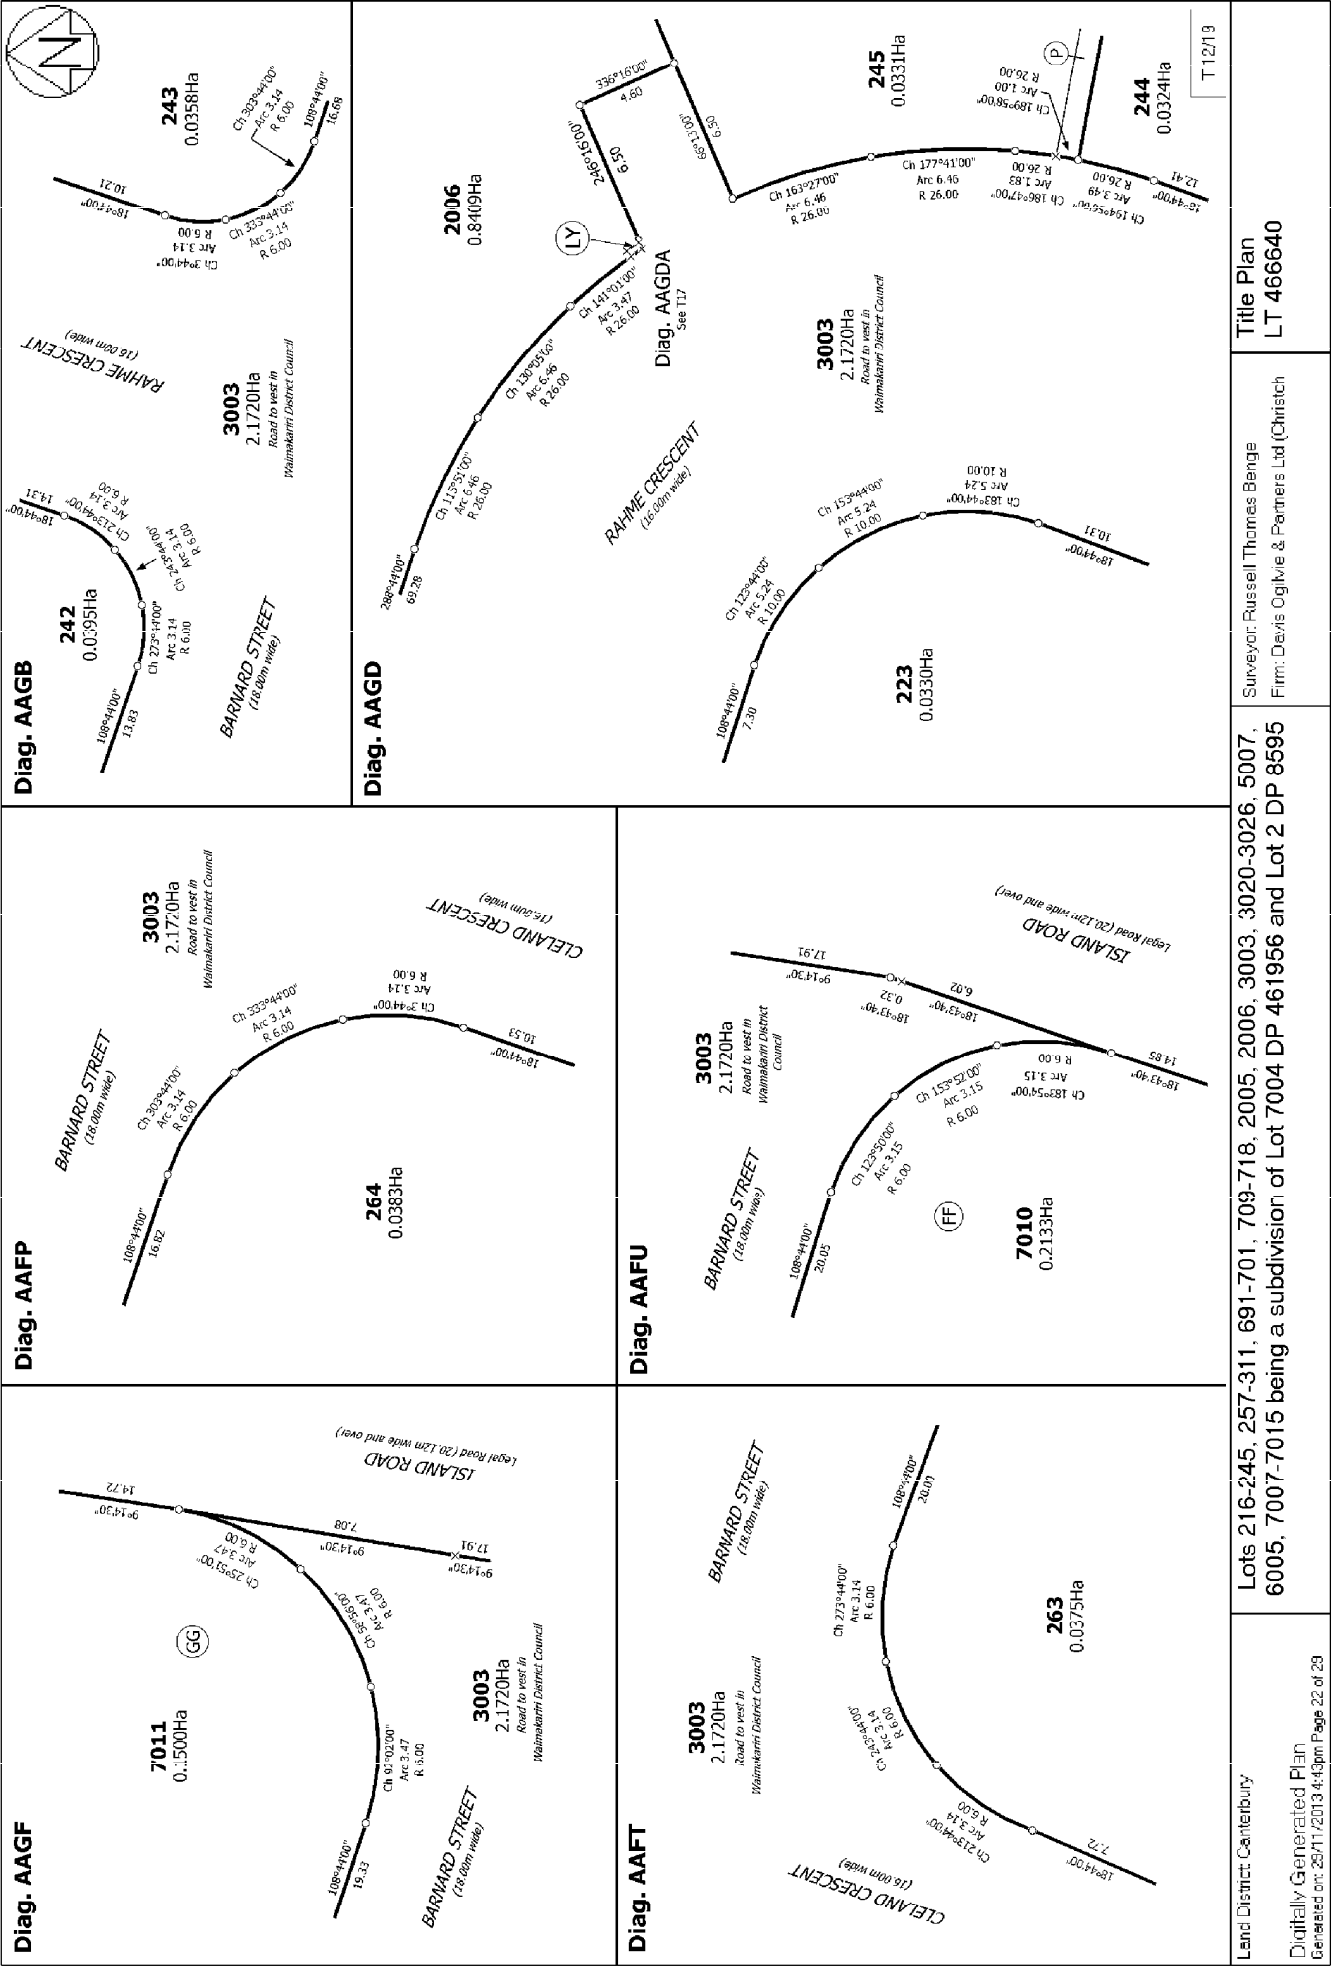 Diag. AAGF
7011
GG
108°44'00"
19.33
Arc 3.47
Ch 58°56'00"
Arc 3.47
R 6.00
Ch 25°51'00"
Arc 3.47
R 6.00
9°14'30"
14.72
9°14'30"
7.08
9°14'30"
17.91
BARNARD STREET
(18.00m wide)
3003
2.1720Ha
Road to vest in
Waimakariri District Council
ISLAND ROAD
Legal Road (20.12m wide and over)
Diag. AAFP
BARNARD STREET
(18.00m wide)
3003
2.1720Ha
Road to vest in
Waimakariri District Council
108°44'00"
16.82
Ch 303°44'00"
Arc 3.14
R 6.00
Ch 333°44'00"
Arc 3.14
R 6.00
Ch 3°44'00"
Arc 3.14
R 6.00
18°44'00"
10.53
264
0.0383Ha
CLELAND CRESCENT
(16.00m wide)
Diag. AAGB
242
0.0395Ha
108°44'00"
13.83
Ch 273°44'00"
Arc 3.14
R 6.00
Ch 243°44'00"
Arc 3.14
R 6.00
Ch 213°44'00"
Arc 3.14
R 6.00
18°44'00"
14.31
BARNARD STREET
(18.00m wide)
RAHME CRESCENT
(16.00m wide)
3003
2.1720Ha
Road to vest in
Waimakariri District Council
18°44'00"
10.21
Ch 3°44'00"
Arc 3.14
R 6.00
Ch 333°44'00"
Arc 3.14
R 6.00
Ch 303°44'00"
Arc 3.14
R 6.00
108°44'00"
16.68
243
0.0358Ha
N
Diag. AAGD
288°44'00"
69.28
Ch 113°51'00"
Arc 6.46
R 26.00
Ch 130°05'00"
Arc 6.46
R 26.00
Ch 141°01'00"
Arc 3.47
R 26.00
LY
2006
0.8409Ha
246°16'00"
6.50
336°16'00"
4.60
66°13'00"
6.50
Diag. AAGDA
See T17
RAHME CRESCENT
(16.00m wide)
3003
2.1720Ha
Road to vest in
Waimakariri District Council
Ch 163°27'00"
Arc 6.46
R 26.00
Ch 177°41'00"
Arc 6.46
R 26.00
Ch 186°47'00"
Arc 1.83
R 26.00
Ch 189°58'00"
Arc 1.00
R 26.00
Ch 194°56'00"
Arc 3.49
R 26.00
18°44'00"
12.41
245
0.0331Ha
P
244
0.0324Ha
108°44'00"
7.30
Ch 123°44'00"
Arc 5.24
R 10.00
Ch 153°44'00"
Arc 5.24
R 10.00
Ch 183°44'00"
Arc 5.24
R 10.00
18°44'00"
10.31
223
0.0330Ha
T 12/19
Diag. AAFT
3003
2.1720Ha
Road to vest in
Waimakariri District Council
BARNARD STREET
(18.00m wide)
CLELAND CRESCENT
(16.00m wide)
18°44'00"
7.72
Ch 213°44'00"
Arc 3.14
R 6.00
Ch 243°44'00"
Arc 3.14
R 6.00
Ch 273°44'00"
Arc 3.14
R 6.00
108°44'00"
263
0.0375Ha
Diag. AAFU
BARNARD STREET
(18.00m wide)
3003
2.1720Ha
Road to vest in
Waimakariri District
Council
108°44'00"
20.05
Ch 123°50'00"
Arc 3.15
R 6.00
Ch 153°52'00"
Arc 3.15
R 6.00
Ch 183°54'00"
Arc 3.15
R 6.00
9°14'30"
17.91
18°43'40"
0.32
18°43'40"
6.02
18°43'40"
14.85
FF
7010
0.2133Ha
ISLAND ROAD
Legal Road (20.12m wide and over)
Land District Canterbury
Digitally Generated Plan
Generated on: 29/11/2013 4:43pm Page 22 of 29
Lots 216-245, 257-311, 691-701, 709-718, 2005, 2006, 3003, 3020-3026, 5007,
6005, 7007-7015 being a subdivision of Lot 7004 DP 461956 and Lot 2 DP 8595
Surveyor: Russell Thomas Benge
Firm: Davis Ogilvie & Partners Ltd (Christch
Title Plan
LT 466640